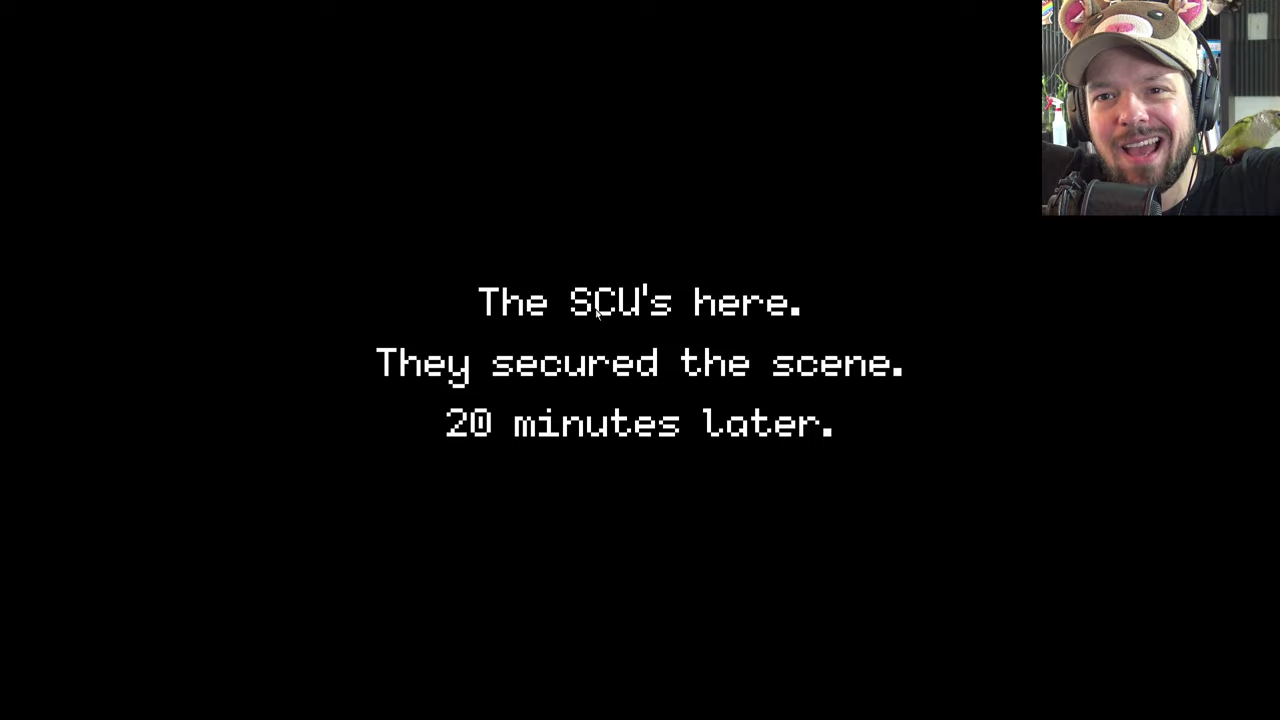 The SCU's here.
They secured the scene.
20 minutes later.